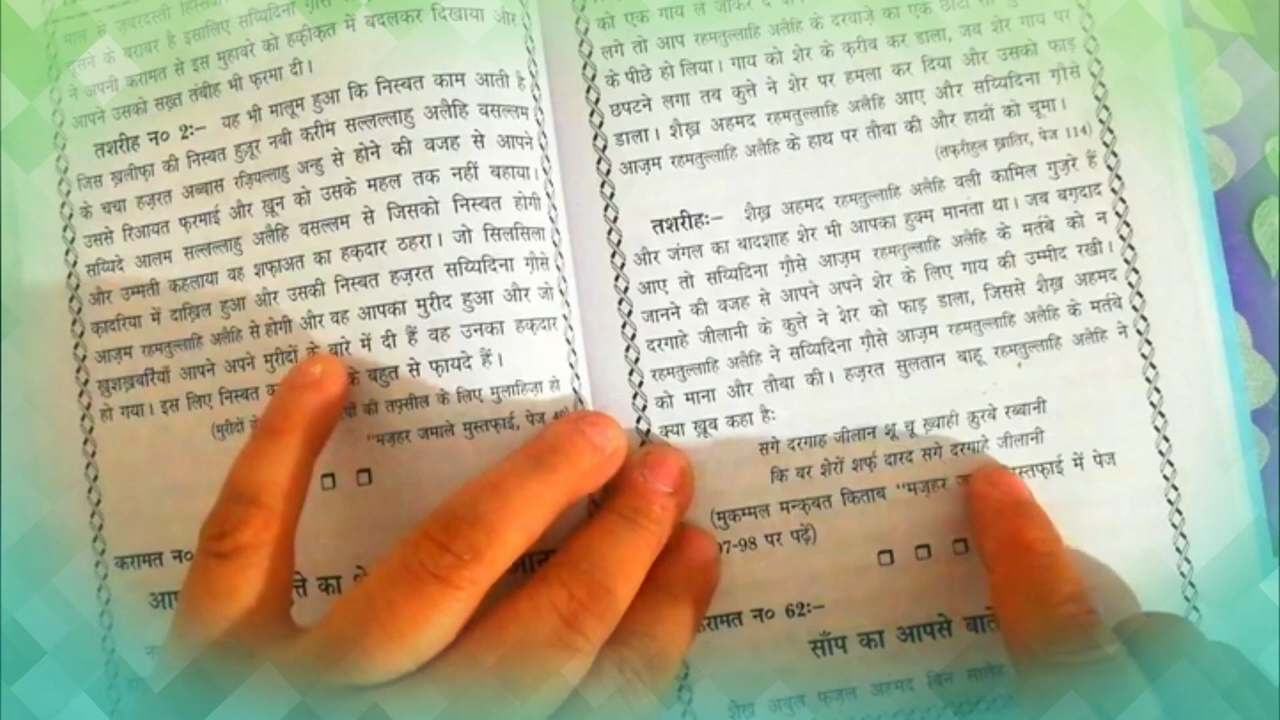 माल से ज़बरदस्ती
चूसने के बराबर है इसलिए सय्यिदिना ग़ौसे
ने अपनी करामत से इस मुहावरे को हक़ीक़त में बदलकर दिखाया और
आपने उसको सख़्त तंबीह भी फ़रमा दी।
तशरीह न० 2:– यह भी मालूम हुआ कि निस्बत काम आती है
जिस ख़लीफ़ा की निस्बत हुज़ूर नबी करीम सल्लल्लाहु अलैहि वसल्लम
के चचा हज़रत अब्बास रज़ियल्लाहु अन्हु से होने की वजह से आपने
उससे रिआयत फ़रमाई और ख़ून को उसके महल तक नहीं बहाया।
सय्यिदे आलम सल्लल्लाहु अलैहि वसल्लम से जिसको निस्बत होगी
और उम्मती कहलाया वह शफ़ाअत का हक़दार ठहरा। जो सिलसिला
क़ादरिया में दाख़िल हुआ और उसकी निस्बत हज़रत सय्यिदिना ग़ौसे
आज़म रहमतुल्लाहि अलैहि से होगी और वह आपका मुरीद हुआ और जो
ख़ुशख़बरियाँ आपने अपने मुरीदों के बारे में दी हैं वह उनका हक़दार
हो गया। इस लिए निस्बत के बहुत से फ़ायदे हैं।
(मुरीदों की तफ़्सील के लिए मुलाहिज़ा हो
"मज़हर जमाले मुस्तफ़ाई, पेज
करामत न०
का
को एक गाय ले जाकर
लगे तो आप रहमतुल्लाहि अलैहि के दरवाज़े का एक छोटा
के पीछे हो लिया। गाय को शेर के क़रीब कर डाला, जब शेर गाय पर
छपटने लगा तब कुत्ते ने शेर पर हमला कर दिया और उसको फाड़
डाला। शैख़ अहमद रहमतुल्लाहि अलैहि आए और सय्यिदिना ग़ौसे
आज़म रहमतुल्लाहि अलैहि के हाथ पर तौबा की और हाथों को चूमा।
(तफ़रीहुल ख़ातिर, पेज 114)
तशरीह:– शैख़ अहमद रहमतुल्लाहि अलैहि वली कामिल गुज़रे हैं
और जंगल का बादशाह शेर भी आपका हुक्म मानता था। जब बग़दाद
आए तो सय्यिदिना ग़ौसे आज़म रहमतुल्लाहि अलैहि के मर्तबे को न
जानने की वजह से आपने अपने शेर के लिए गाय की उम्मीद रखी।
दरगाहे जीलानी के कुत्ते ने शेर को फाड़ डाला, जिससे शैख़ अहमद
रहमतुल्लाहि अलैहि ने सय्यिदिना ग़ौसे आज़म रहमतुल्लाहि अलैहि के मर्तबे
को माना और तौबा की। हज़रत सुलतान बाहू रहमतुल्लाहि अलैहि ने
क्या ख़ूब कहा है:
सगे दरगाह जीलान शू चू ख़्वाही क़ुरबे रब्बानी
कि बर शेरों शर्फ़ दारद सगे दरगाहे जीलानी
(मुकम्मल मन्क़बत किताब "मज़हर मुस्तफ़ाई में पेज
97-98 पर पढ़ें)
करामत न० 62:–
साँप का आपसे बातें
शैख़ अबुल फ़ज़ल अहमद बिन सालेह